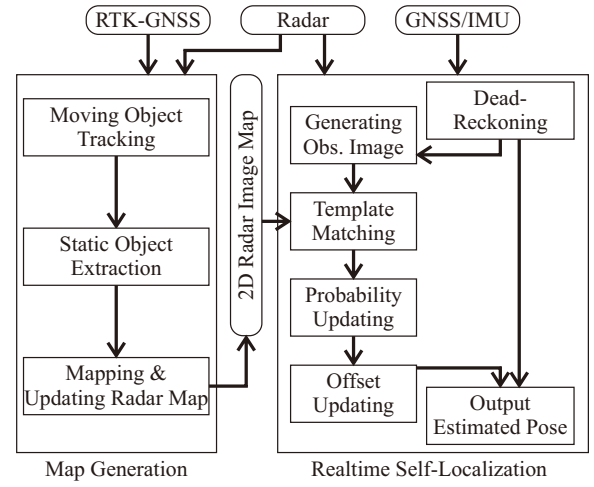 RTK-GNSS
Radar
GNSS/IMU
Moving Object
Tracking
Static Object
Extraction
Mapping &
Updating Radar Map
Map Generation
2D Radar Image Map
Dead-
Reckoning
Generating
Obs. Image
Template
Matching
Probability
Updating
Offset
Updating
Output
Estimated Pose
Realtime Self-Localization